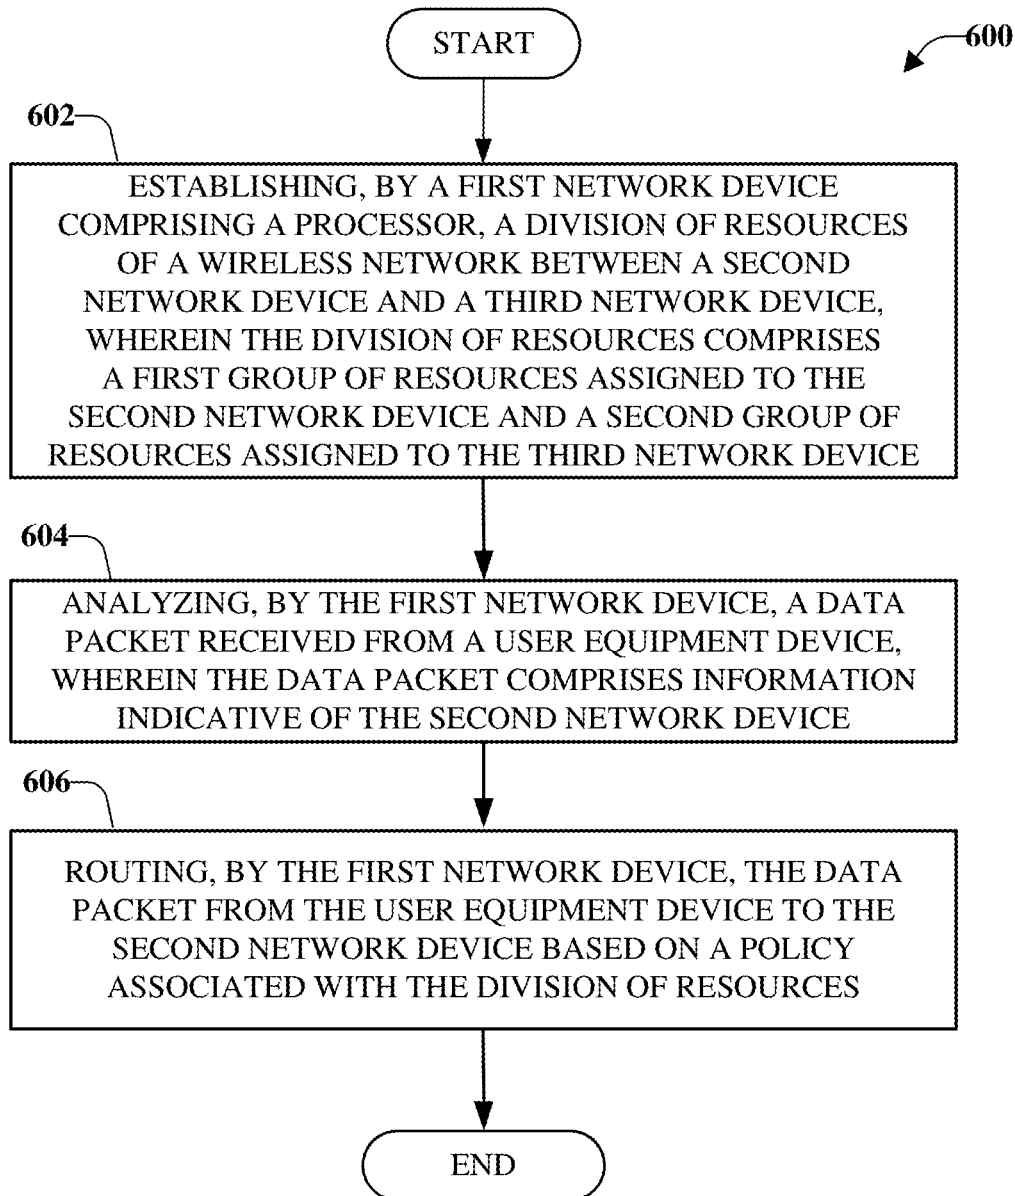 START
600
602
ESTABLISHING, BY A FIRST NETWORK DEVICE
COMPRISING A PROCESSOR, A DIVISION OF RESOURCES
OF A WIRELESS NETWORK BETWEEN A SECOND
NETWORK DEVICE AND A THIRD NETWORK DEVICE,
WHEREIN THE DIVISION OF RESOURCES COMPRISES
A FIRST GROUP OF RESOURCES ASSIGNED TO THE
SECOND NETWORK DEVICE AND A SECOND GROUP OF
RESOURCES ASSIGNED TO THE THIRD NETWORK DEVICE
604
ANALYZING, BY THE FIRST NETWORK DEVICE, A DATA
PACKET RECEIVED FROM A USER EQUIPMENT DEVICE,
WHEREIN THE DATA PACKET COMPRISES INFORMATION
INDICATIVE OF THE SECOND NETWORK DEVICE
606
ROUTING, BY THE FIRST NETWORK DEVICE, THE DATA
PACKET FROM THE USER EQUIPMENT DEVICE TO THE
SECOND NETWORK DEVICE BASED ON A POLICY
ASSOCIATED WITH THE DIVISION OF RESOURCES
END